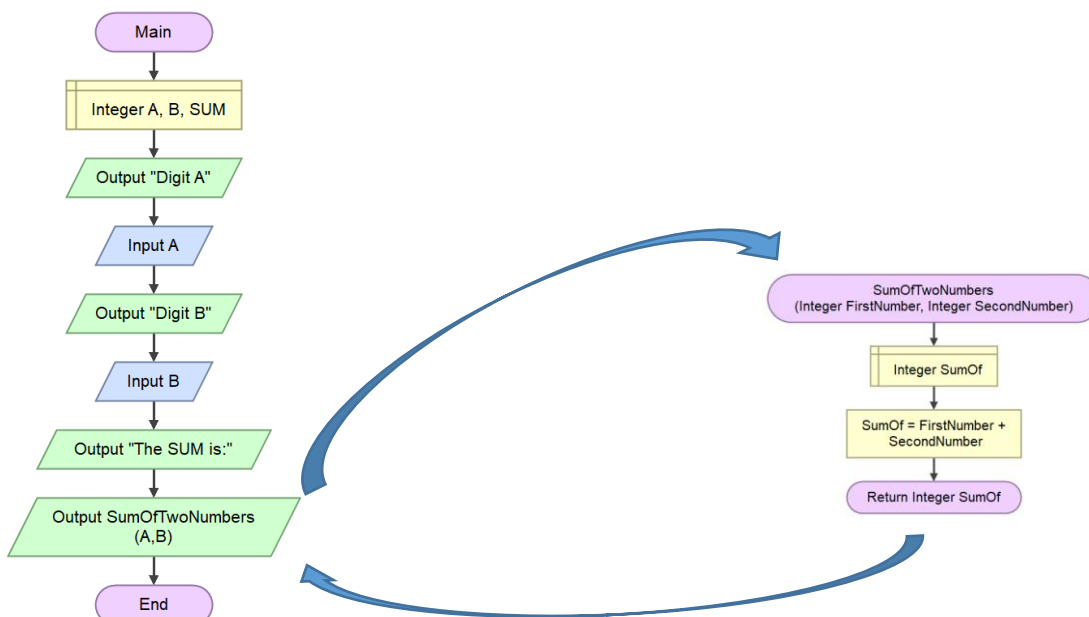 Main
Integer A, B, SUM
Output "Digit A"
Input A
Output "Digit B"
Input B
Output "The SUM is:"
Output SumOfTwoNumbers
(A,B)
End
SumOfTwoNumbers
(Integer FirstNumber, Integer SecondNumber)
Integer SumOf
SumOf = FirstNumber +
SecondNumber
Return Integer SumOf